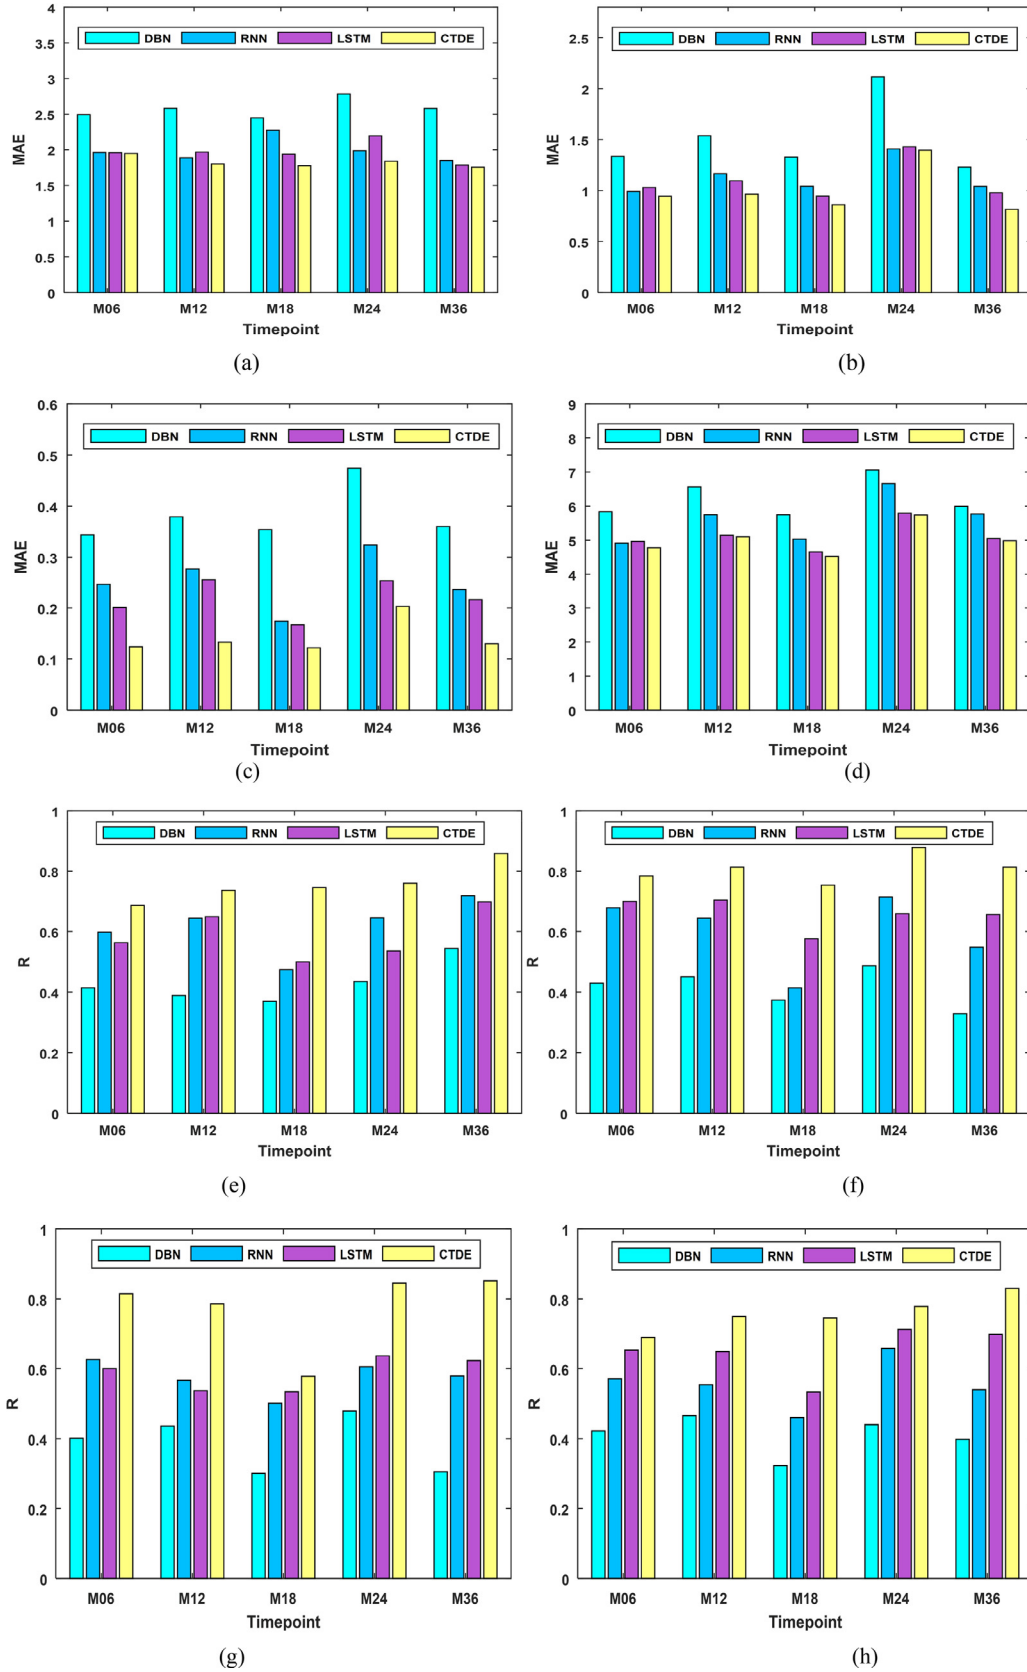 4
3.5
3
2.5
2
1.5
1
0.5
0
MAE
DBN RNN LSTM CTDE
M06 M12 M18 M24 M36
Timepoint
(a)
2.5
2
1.5
1
0.5
0
MAE
DBN RNN LSTM CTDE
M06 M12 M18 M24 M36
Timepoint
(b)
0.6
0.5
0.4
0.3
0.2
0.1
0
MAE
DBN RNN LSTM CTDE
M06 M12 M18 M24 M36
Timepoint
(c)
9
8
7
6
5
4
3
2
1
0
MAE
DBN RNN LSTM CTDE
M06 M12 M18 M24 M36
Timepoint
(d)
1
0.8
0.6
0.4
0.2
0
R
DBN RNN LSTM CTDE
M06 M12 M18 M24 M36
Timepoint
(e)
1
0.8
0.6
0.4
0.2
0
R
DBN RNN LSTM CTDE
M06 M12 M18 M24 M36
Timepoint
(f)
1
0.8
0.6
0.4
0.2
0
R
DBN RNN LSTM CTDE
M06 M12 M18 M24 M36
Timepoint
(g)
1
0.8
0.6
0.4
0.2
0
R
DBN RNN LSTM CTDE
M06 M12 M18 M24 M36
Timepoint
(h)